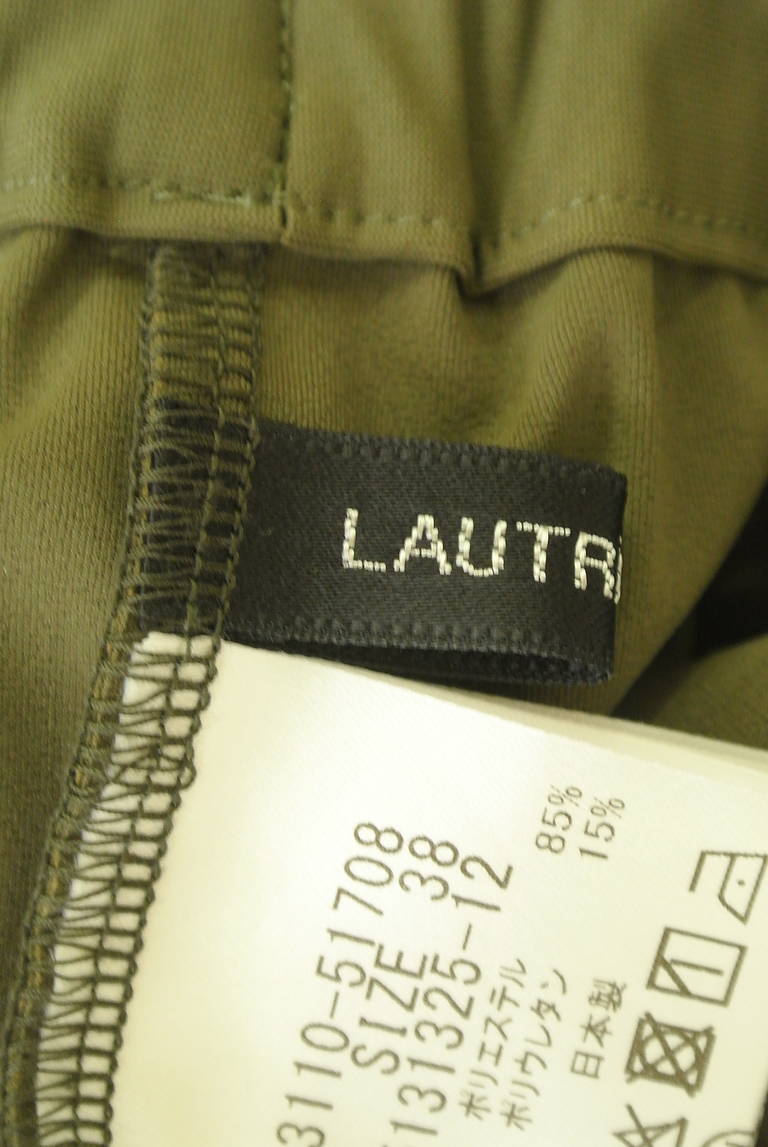 LAUTR
3110-51708
SIZE 38
31325-12
ポリエステル 85%
ポリウレタン 15%
日本製